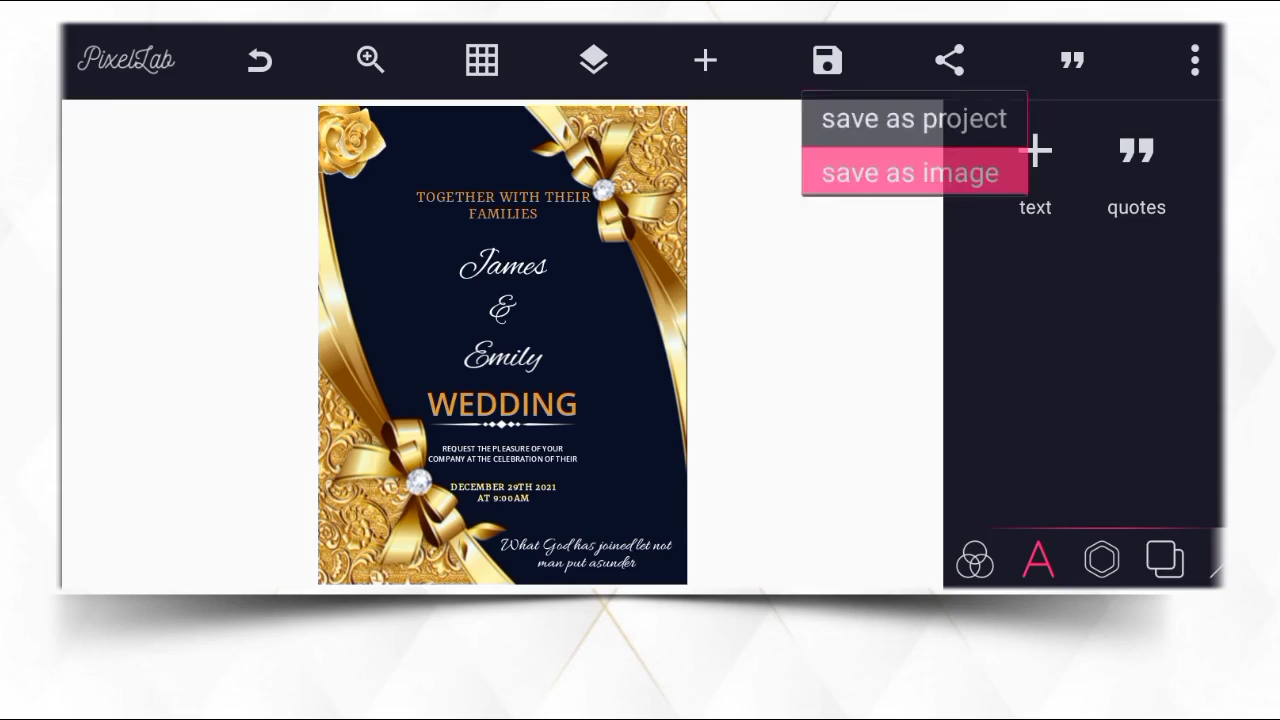 PixelLab
save as project
save as image
text
quotes
TOGETHER WITH THEIR
FAMILIES
James
&
Emily
WEDDING
REQUEST THE PLEASURE OF YOUR
COMPANY AT THE CELEBRATION OF THEIR
DECEMBER 29TH 2021
AT 9:00AM
What God has joined let not
man put asunder